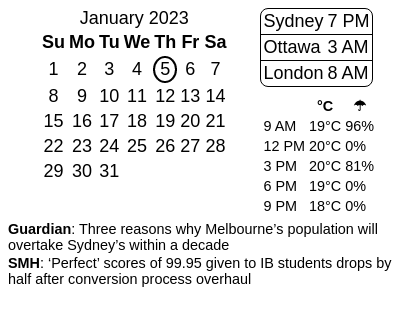 January 2023
Su Mo Tu We Th Fr Sa
1 2 3 4 5 6 7
8 9 10 11 12 13 14
15 16 17 18 19 20 21
22 23 24 25 26 27 28
29 30 31
Sydney 7 PM
Ottawa 3 AM
London 8 AM
°C ☂
9 AM 19°C 96%
12 PM 20°C 0%
3 PM 20°C 81%
6 PM 19°C 0%
9 PM 18°C 0%
Guardian: Three reasons why Melbourne’s population will
overtake Sydney’s within a decade
SMH: ‘Perfect’ scores of 99.95 given to IB students drops by
half after conversion process overhaul